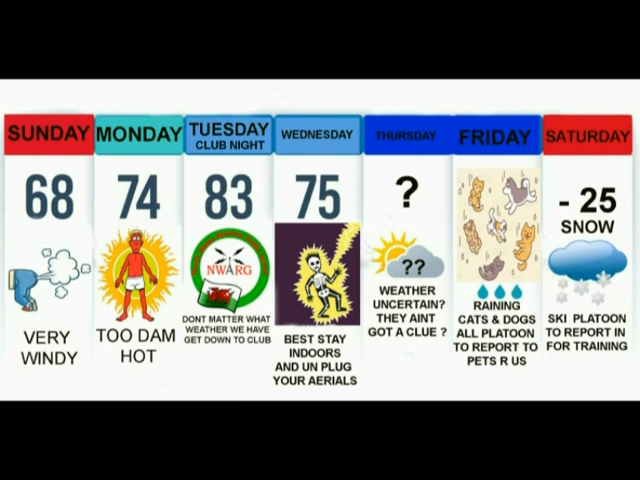 SUNDAY
68
VERY
WINDY
MONDAY
74
TOO DAM
HOT
TUESDAY
CLUB NIGHT
83
NWARG
DONT MATTER WHAT
WEATHER WE HAVE
GET DOWN TO CLUB
WEDNESDAY
75
BEST STAY
INDOORS
AND UN PLUG
YOUR AERIALS
THURSDAY
?
??
WEATHER
UNCERTAIN?
THEY AINT
GOT A CLUE ?
FRIDAY
RAINING
CATS & DOGS
ALL PLATOON
TO REPORT TO
PETS R US
SATURDAY
- 25
SNOW
SKI PLATOON
TO REPORT IN
FOR TRAINING